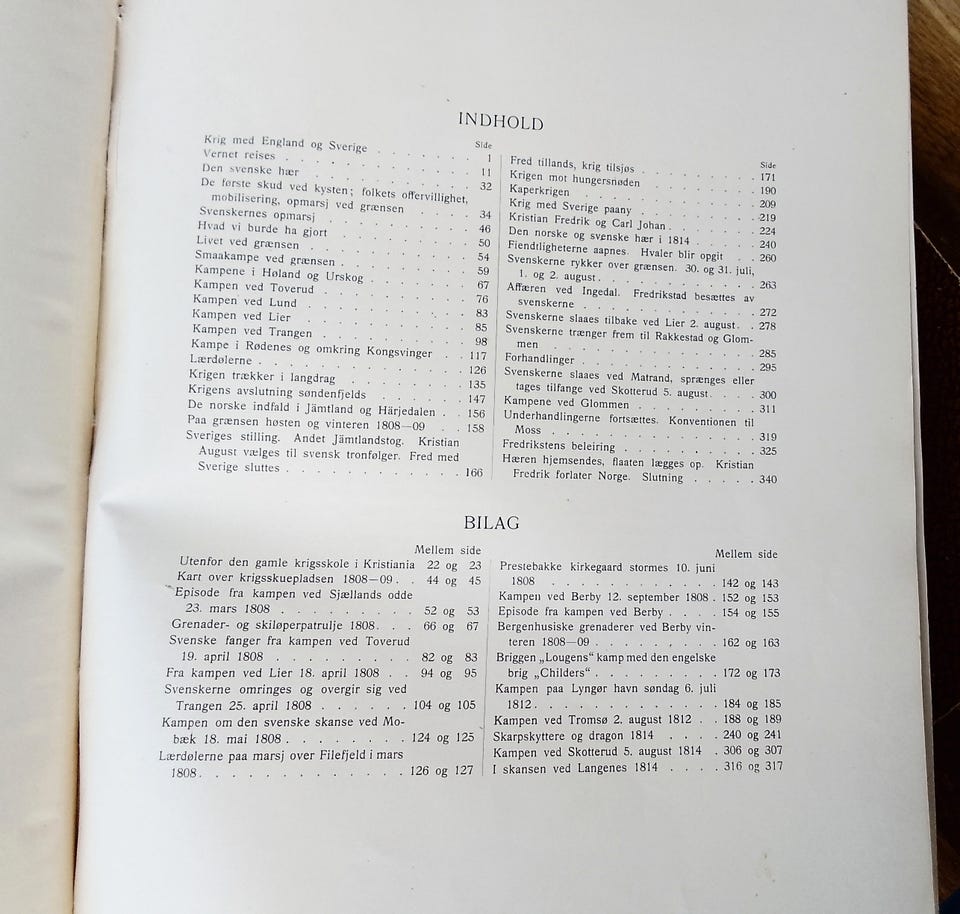 INDHOLD
Side
Krig med England og Sverige . . . . . . . 1
Vernet reises . . . . . . . . . . . . 11
Den svenske hær . . . . . . . . . . 32
De første skud ved kysten; folkets offervillighet,
mobilisering, opmarsj ved grænsen . . . . 34
Svenskernes opmarsj . . . . . . . . . 46
Hvad vi burde ha gjort . . . . . . . . 50
Livet ved grænsen . . . . . . . . . . 54
Smaakampe ved grænsen . . . . . . . . 59
Kampene i Høland og Urskog . . . . . . . 67
Kampen ved Toverud . . . . . . . . . 76
Kampen ved Lund . . . . . . . . . . 83
Kampen ved Lier . . . . . . . . . . 85
Kampen ved Trangen . . . . . . . . . 98
Kampe i Rødenes og omkring Kongsvinger . . 117
Lærdølerne . . . . . . . . . . . . 126
Krigen trækker i langdrag . . . . . . . 135
Krigens avslutning søndenfjelds . . . . . . 147
De norske indfald i Jämtland og Härjedalen . . 156
Paa grænsen høsten og vinteren 1808—09 . . . 158
Sveriges stilling. Andet Jämtlandstog. Kristian
August vælges til svensk tronfølger. Fred med
Sverige sluttes . . . . . . . . . . . 166
Side
Fred tillands, krig tilsjøs . . . . . . . . 171
Krigen mot hungersnøden . . . . . . . . 190
Kaperkrigen . . . . . . . . . . . . 209
Krig med Sverige paany . . . . . . . . 219
Kristian Fredrik og Carl Johan . . . . . . 224
Den norske og svenske hær i 1814 . . . . . 240
Fiendtligheterne aapnes. Hvaler blir opgit . . 260
Svenskerne rykker over grænsen. 30. og 31. juli,
1. og 2. august . . . . . . . . . . . 263
Affæren ved Ingedal. Fredrikstad besættes av
svenskerne . . . . . . . . . . . . 272
Svenskerne slaaes tilbake ved Lier 2. august . . 278
Svenskerne trænger frem til Rakkestad og Glom-
men . . . . . . . . . . . . . . 285
Forhandlinger . . . . . . . . . . . . 295
Svenskerne slaaes ved Matrand, sprænges eller
tages tilfange ved Skotterud 5. august . . . 300
Kampene ved Glommen . . . . . . . . . 311
Underhandlingerne fortsættes. Konventionen til
Moss . . . . . . . . . . . . . . 319
Fredrikstens beleiring . . . . . . . . . 325
Hæren hjemsendes, flaaten lægges op. Kristian
Fredrik forlater Norge. Slutning . . . . . 340
BILAG
Mellem side
Utenfor den gamle krigsskole i Kristiania 22 og 23
Kart over krigsskuepladsen 1808—09 . . 44 og 45
Episode fra kampen ved Sjællands odde
23. mars 1808 . . . . . . . . . 52 og 53
Grenader- og skiløperpatrulje 1808 . . . 66 og 67
Svenske fanger fra kampen ved Toverud
19. april 1808 . . . . . . . . . 82 og 83
Fra kampen ved Lier 18. april 1808 . . 94 og 95
Svenskerne omringes og overgir sig ved
Trangen 25. april 1808 . . . . . . 104 og 105
Kampen om den svenske skanse ved Mo-
bæk 18. mai 1808 . . . . . . . . 124 og 125
Lærdølerne paa marsj over Filefjeld i mars
1808 . . . . . . . . . . . . . 126 og 127
Mellem side
Prestebakke kirkegaard stormes 10. juni
1808 . . . . . . . . . . . . 142 og 143
Kampen ved Berby 12. september 1808 . 152 og 153
Episode fra kampen ved Berby . . . . 154 og 155
Bergenhusiske grenaderer ved Berby vin-
teren 1808—09 . . . . . . . . . 162 og 163
Briggen „Lougens“ kamp med den engelske
brig „Childers“ . . . . . . . . . 172 og 173
Kampen paa Lyngør havn søndag 6. juli
1812 . . . . . . . . . . . . . 184 og 185
Kampen ved Tromsø 2. august 1812 . . 188 og 189
Skarpskyttere og dragon 1814 . . . . 240 og 241
Kampen ved Skotterud 5. august 1814 . 306 og 307
I skansen ved Langenes 1814 . . . . 316 og 317